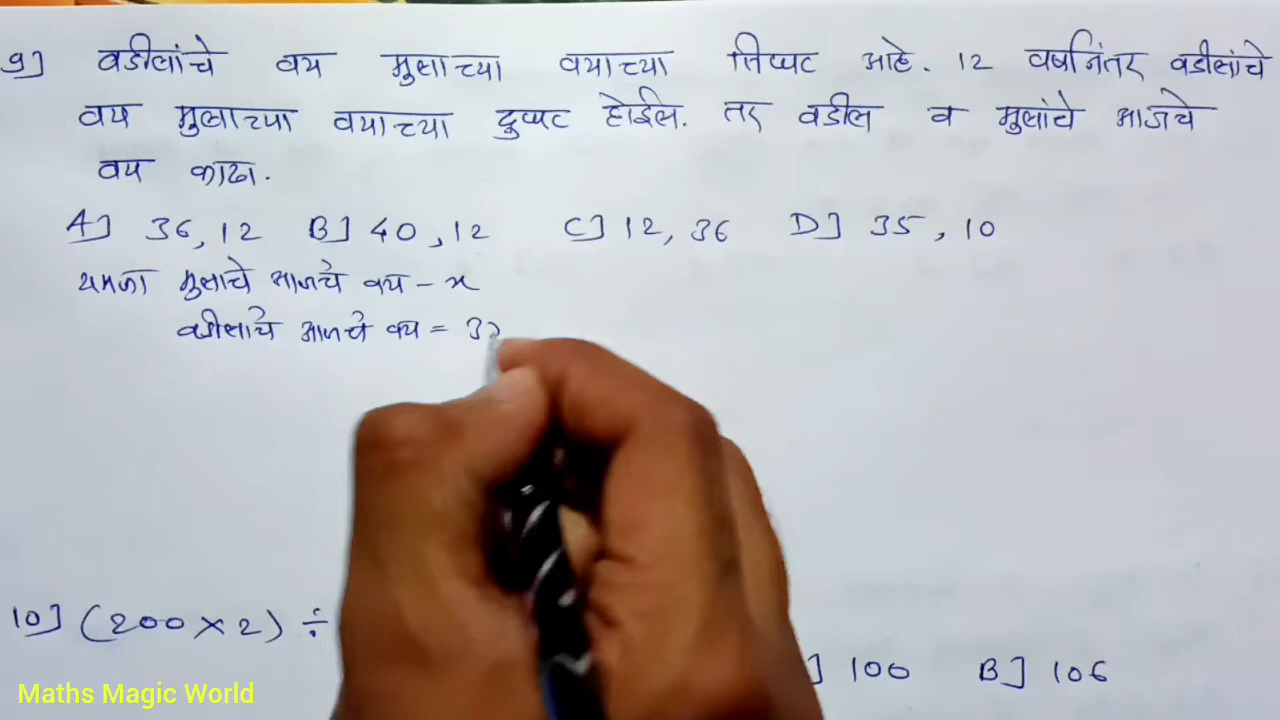 9] वडीलांचे वय मुलाच्या वयाच्या तिप्पट आहे. 12 वर्षानंतर वडीलांचे
वय मुलाच्या वयाच्या दुप्पट होईल. तर वडील व मुलांचे आजचे
वय काढा.
A] 36, 12 B] 40, 12 C] 12, 36 D] 35, 10
समजा मुलाचे आजचे वय - x
वडीलाचे आजचे वय = 3x
10] (200 × 2) ÷
] 100 B] 106
Maths Magic World